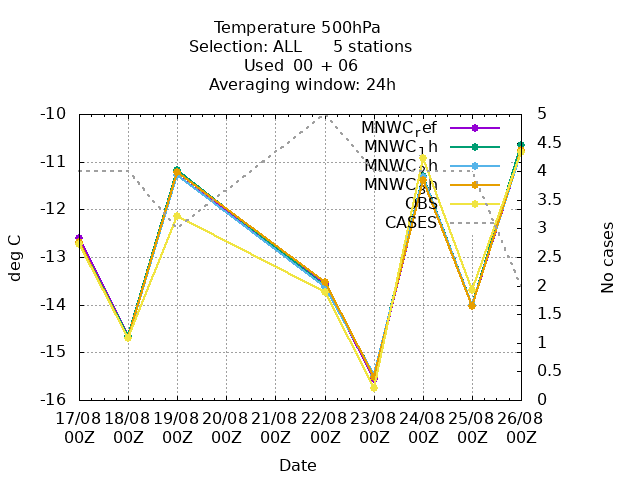 Temperature 500hPa
Selection: ALL 5 stations
Used 00 + 06
Averaging window: 24h
-10
-11
-12
-13
-14
-15
-16
5
4.5
4
3.5
3
2.5
2
1.5
1
0.5
0
deg C
No cases
MNWC_ref
MNWC_1h
MNWC_2h
MNWC_3h
OBS
CASES
17/08 18/08 19/08 20/08 21/08 22/08 23/08 24/08 25/08 26/08
00Z 00Z 00Z 00Z 00Z 00Z 00Z 00Z 00Z 00Z
Date